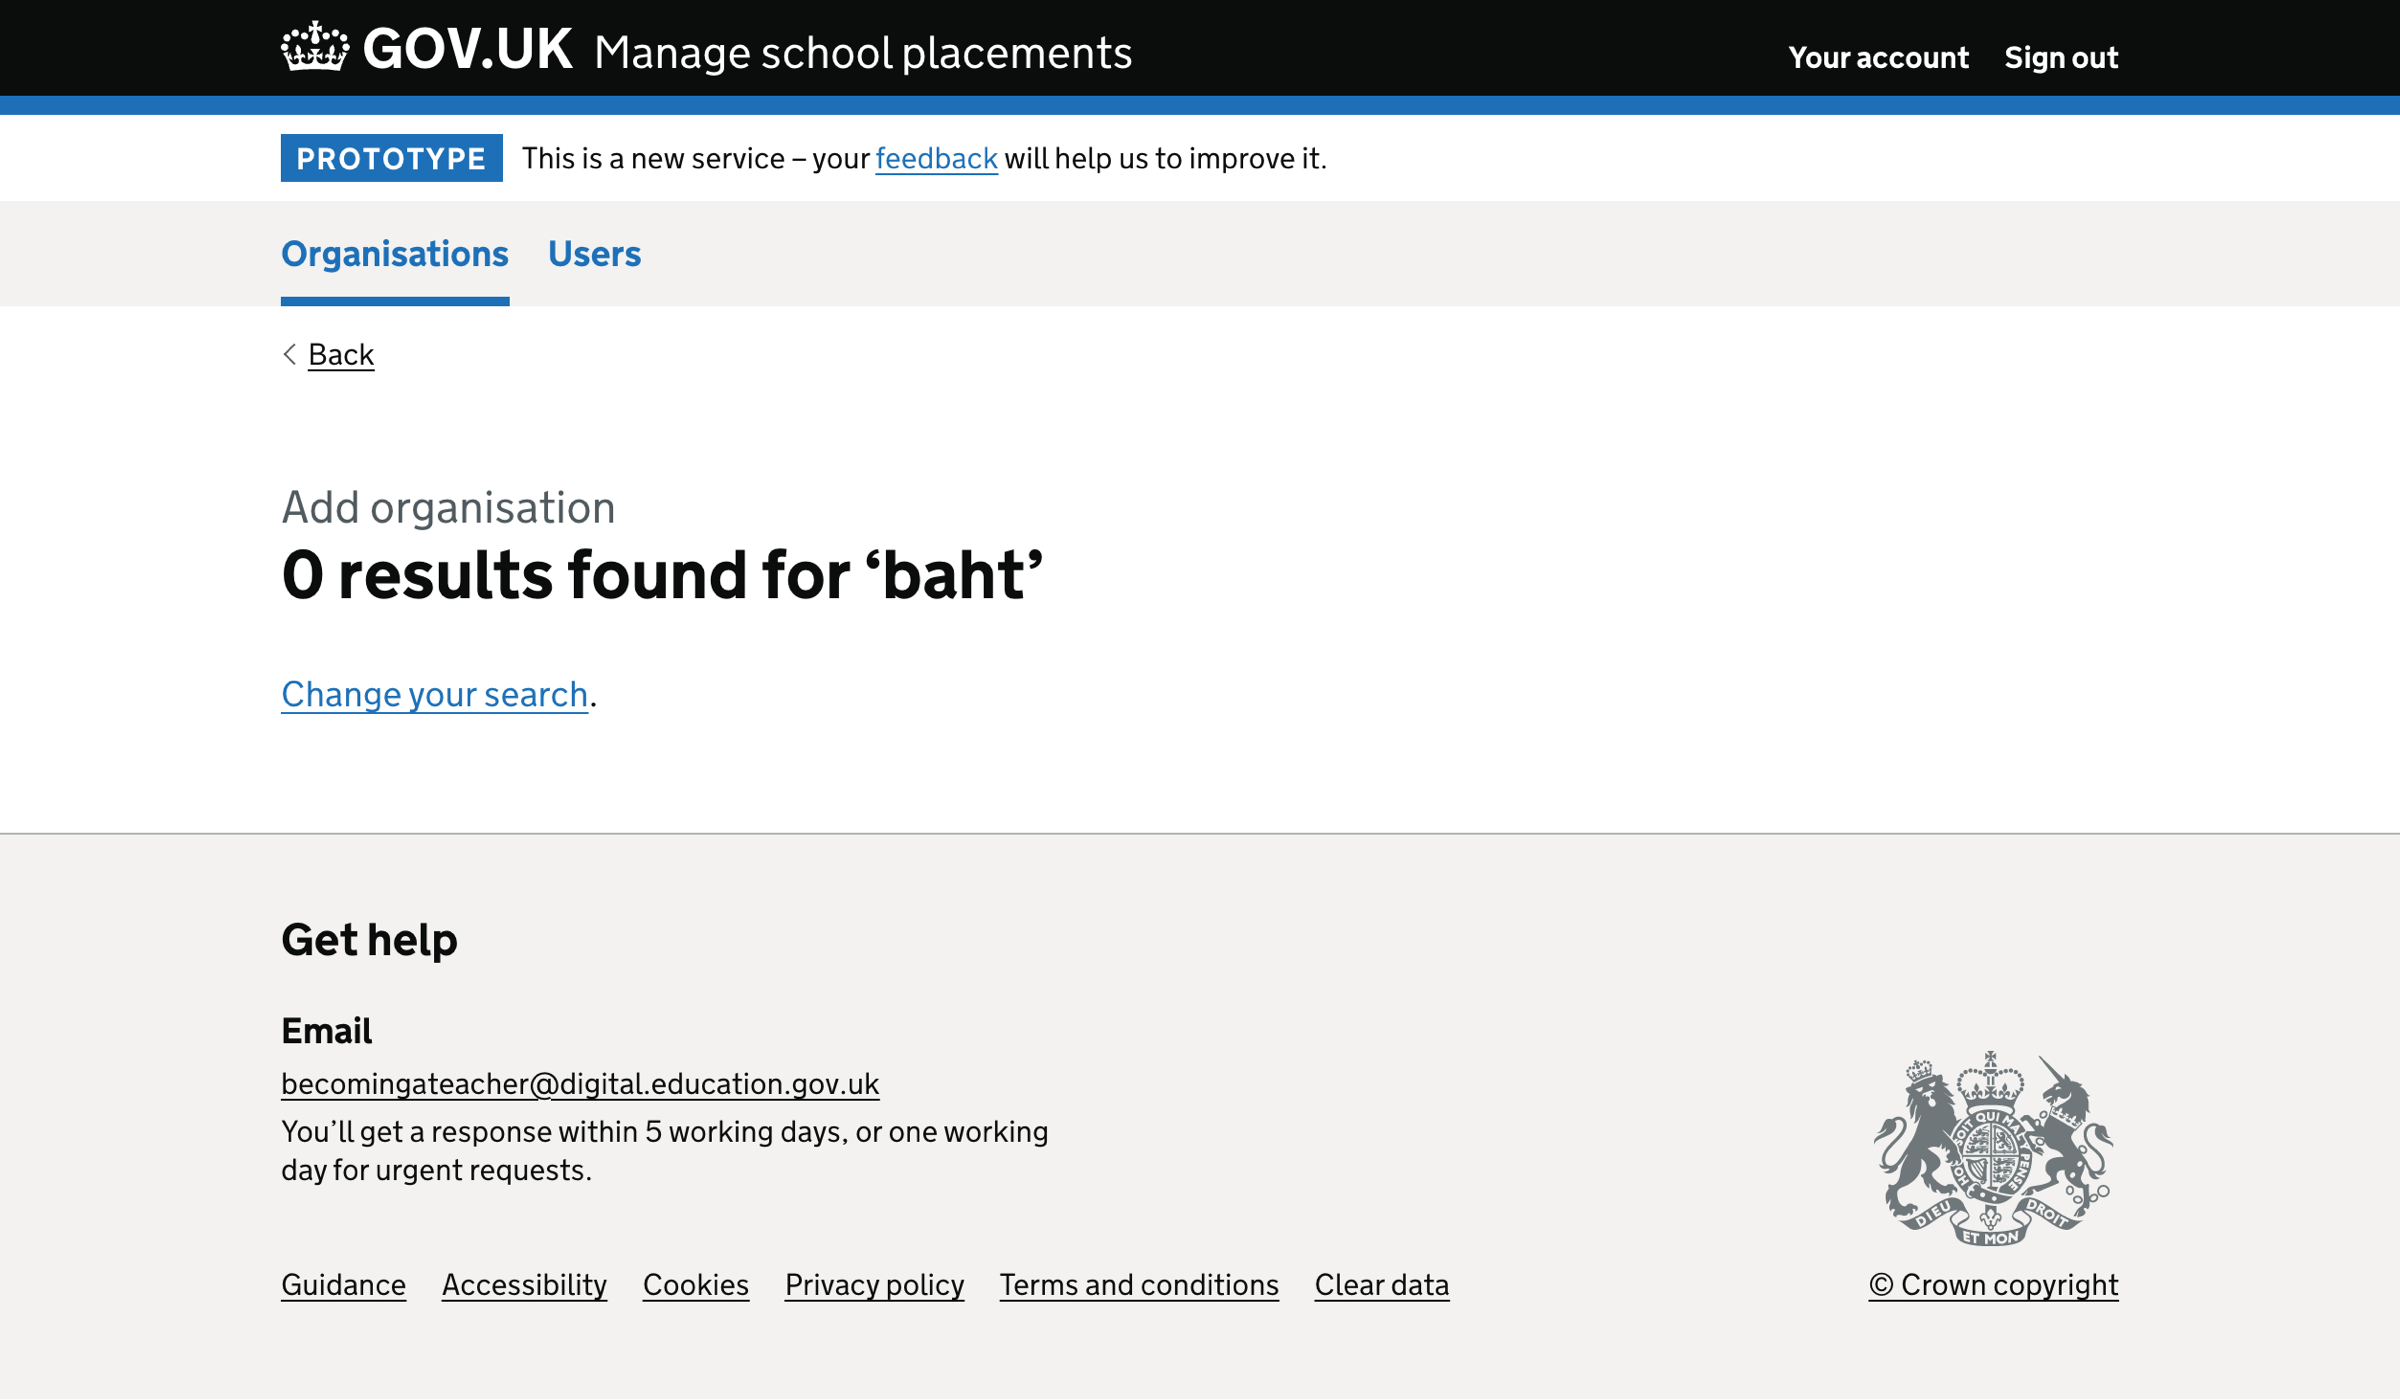 GOV.UK Manage school placements
Your account Sign out
PROTOTYPE This is a new service – your feedback will help us to improve it.
Organisations Users
Back
Add organisation
0 results found for ‘baht’
Change your search.
Get help
Email
becomingateacher@digital.education.gov.uk
You’ll get a response within 5 working days, or one working
day for urgent requests.
HONI SOIT QUI MAL Y PENSE
DIEU ET MON DROIT
Guidance Accessibility Cookies Privacy policy Terms and conditions Clear data
© Crown copyright